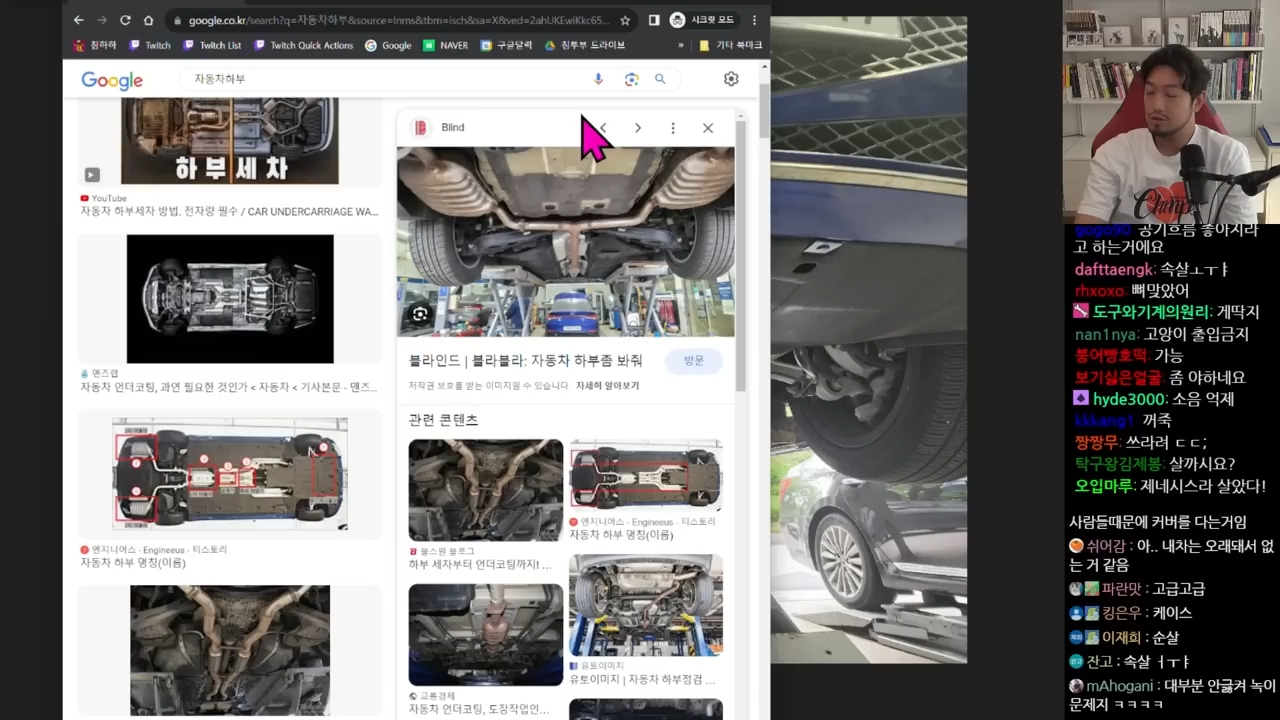 google.co.kr/search?q=자동차하부&source=lnms&tbm=isch&sa=X&ved=2ahUKEwiKkc65...
시크릿 모드
침하하
Twitch
Twitch List
Twitch Quick Actions
Google
NAVER
구글달력
침투부 드라이브
»
기타 북마크
Google
자동차하부
하부세차
YouTube
자동차 하부세차 방법. 전차량 필수 / CAR UNDERCARRIAGE WA...
맨즈랩
자동차 언더코팅, 과연 필요한 것인가 < 자동차 < 기사본문 - 맨즈...
엔지니어스 - Engineeus - 티스토리
자동차 하부 명칭(이름)
Blind
블라인드 | 블라블라: 자동차 하부좀 봐줘
방문
저작권 보호를 받는 이미지일 수 있습니다. 자세히 알아보기
관련 콘텐츠
불스원 블로그
하부 세차부터 언더코팅까지! ...
엔지니어스 - Engineeus - 티스토리
자동차 하부 명칭(이름)
교통경제
자동차 언더코팅, 도장작업인...
유토이미지
유토이미지 | 자동차 하부점검 ...
gogo90 공기흐름 좋아지라
고 하는거에요
dafttaengk: 속살ㅗㅜㅑ
rhxoxo: 뼈맞았어
도구와기계의원리: 게딱지
nan1nya: 고앙이 출입금지
붕어빵호떡: 가능
보기싫은얼굴: 좀 야하네요
hyde3000: 소음 억제
kkkang1 꺼죽
짱짱무: 쓰라려 ㄷㄷ;
탁구왕김제봉: 살까시요?
오입마루: 제네시스라 살았다!
사람들때문에 커버를 다는거임
쉬어감 : 아.. 내차는 오래돼서 없
는 거 같음
파란맛 : 고급고급
킹은우 : 케이스
이재희 : 순살
잔고 : 속살 ㅓㅜㅑ
mAhogani : 대부분 안긇켜 녹이
문제지 ㅋㅋㅋㅋ